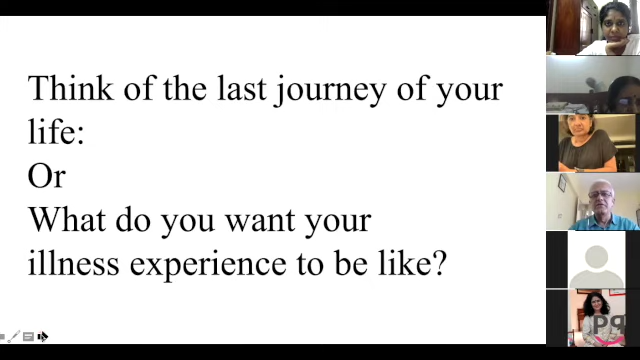 Think of the last journey of your
life:
Or
What do you want your
illness experience to be like?